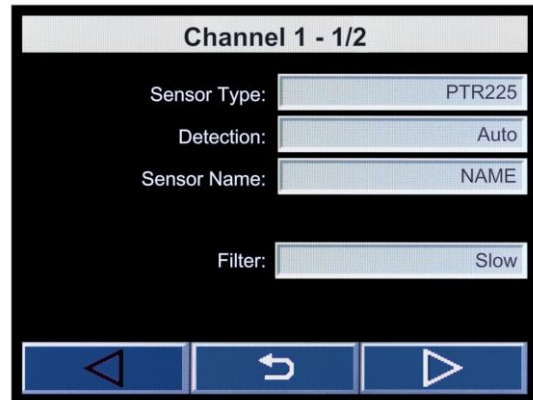 Channel 1 - 1/2
Sensor Type: PTR225
Detection: Auto
Sensor Name: NAME
Filter: Slow